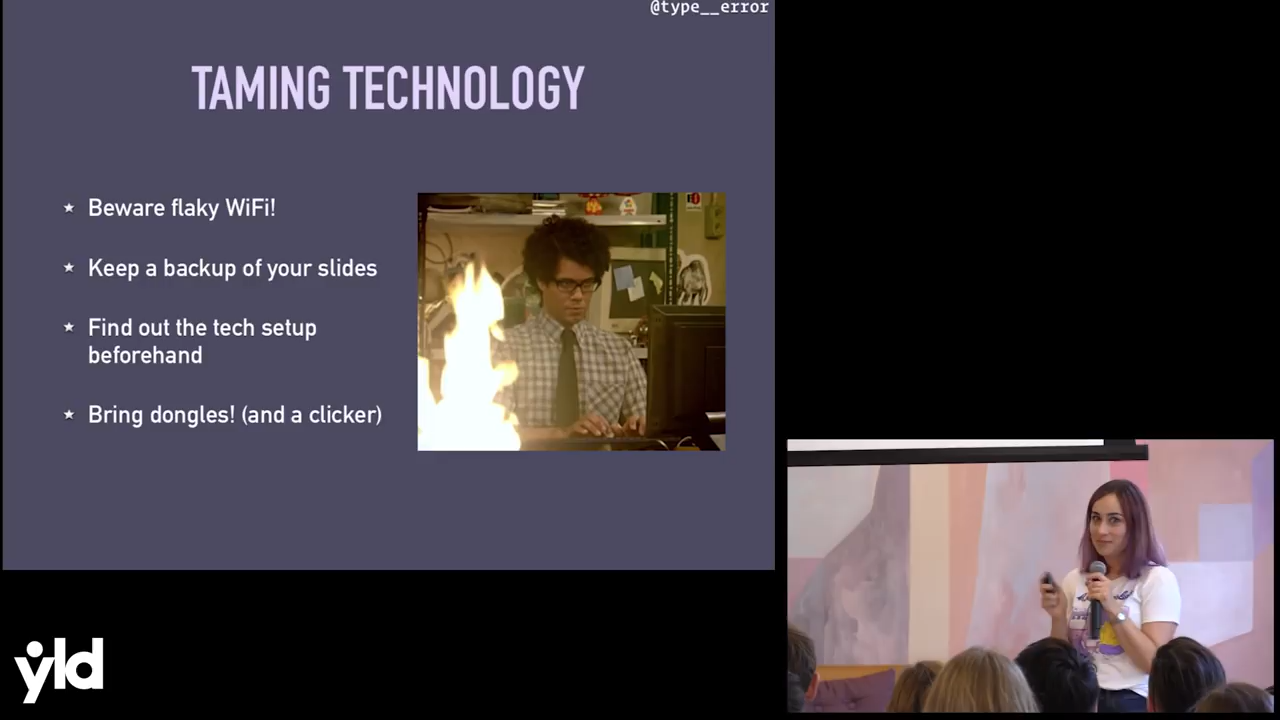 @type__error
TAMING TECHNOLOGY
★ Beware flaky WiFi!
★ Keep a backup of your slides
★ Find out the tech setup
beforehand
★ Bring dongles! (and a clicker)
yld